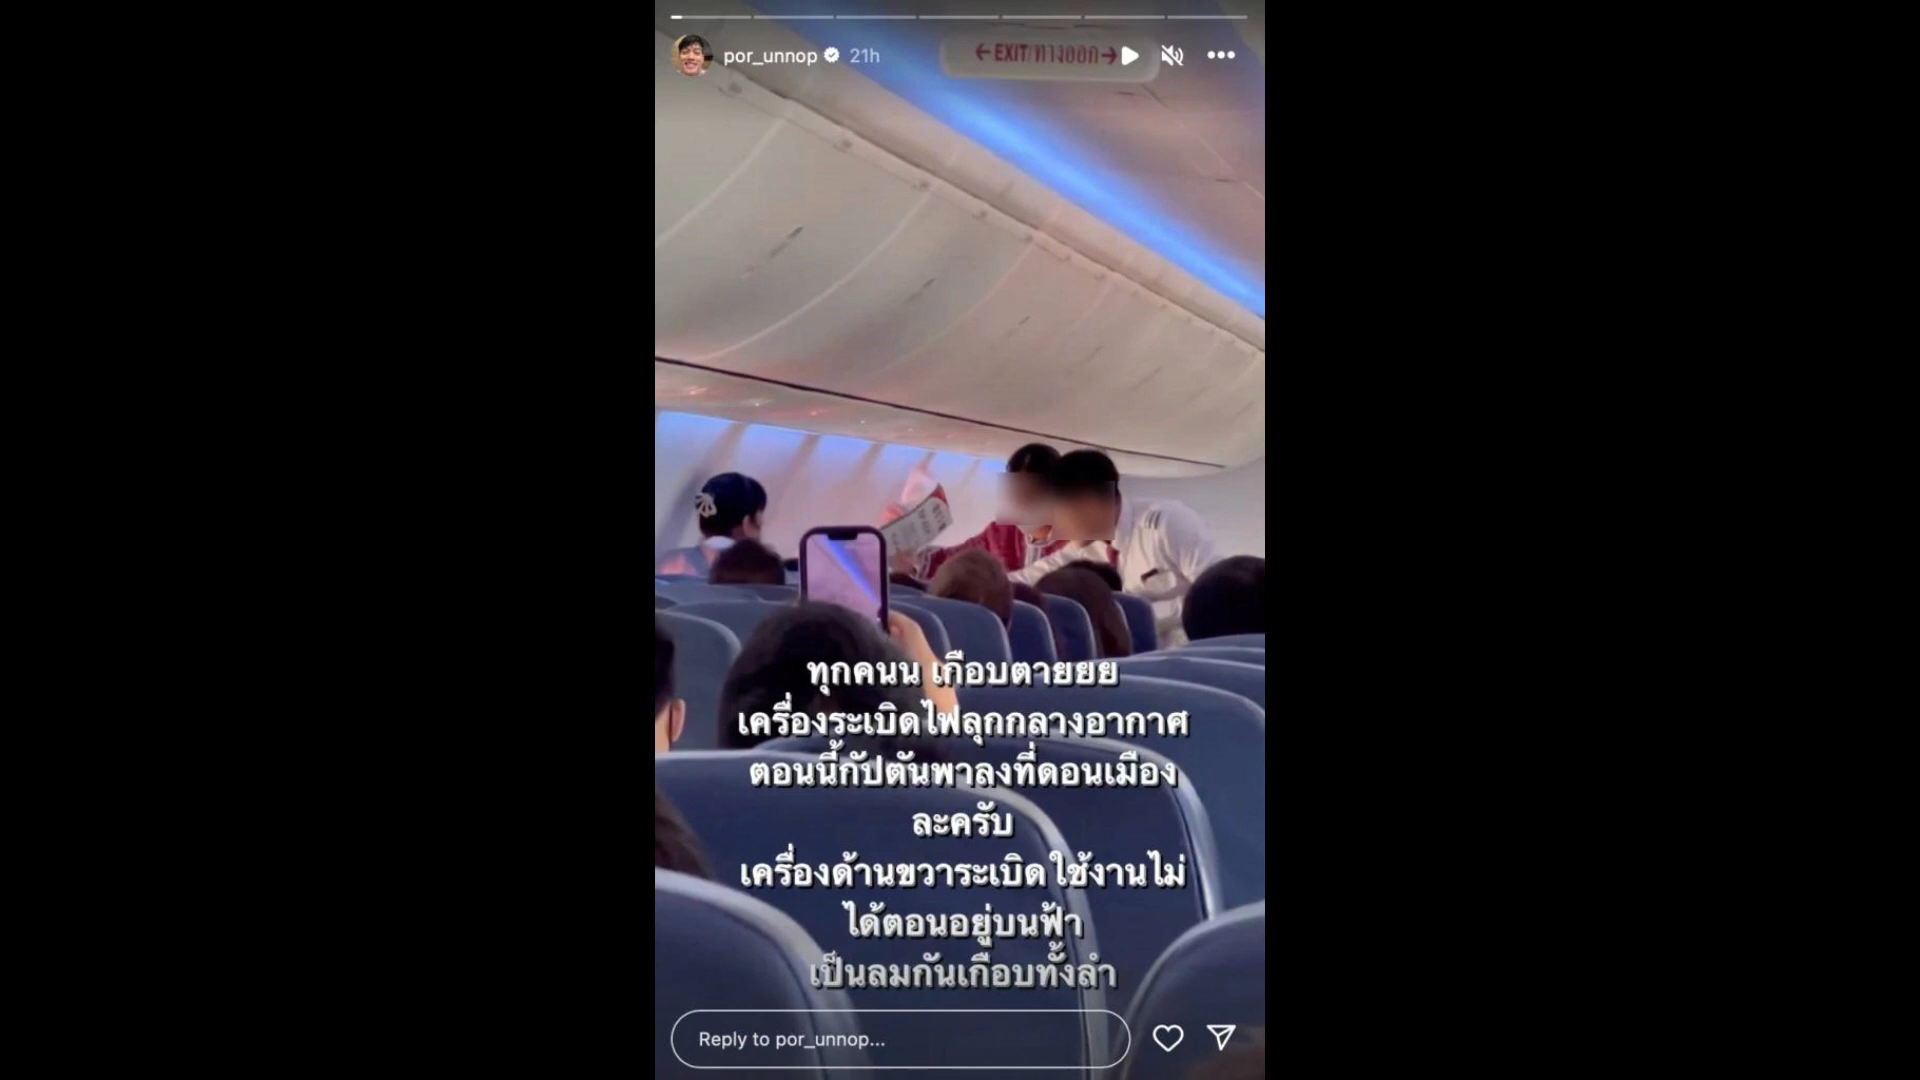 por_unnop 21h
←EXIT/ทางออก→
ทุกคนน เกือบตายยย
เครื่องระเบิดไฟลุกกลางอากาศ
ตอนนี้กัปตันพาลงที่ดอนเมือง
ละครับ
เครื่องด้านขวาระเบิด ใช้งานไม่
ได้ตอนอยู่บนฟ้า
เป็นลมกันเกือบทั้งลำ
Reply to por_unnop...